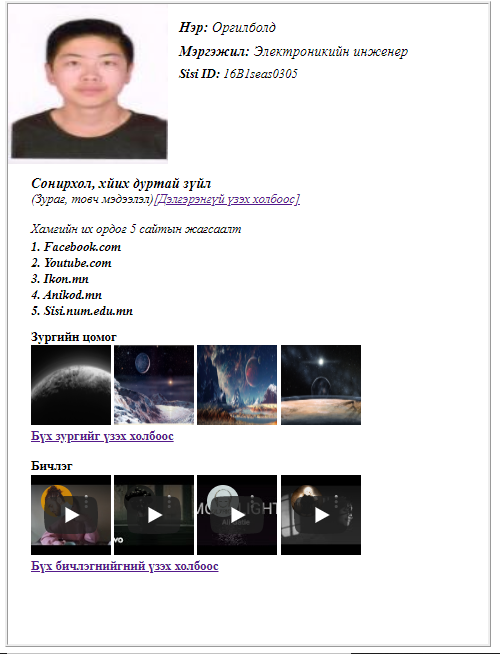 Нэр: Оргилболд
Мэргэжил: Электроникийн инженер
Sisi ID: 16B1seas0305
Сонирхол, хйих дуртай зүйл
(Зураг, товч мэдээлэл)[Дэлгэрэнгүй үзэх холбоос]
Хамгийн их ордог 5 сайтын жагсаалт
1. Facebook.com
2. Youtube.com
3. Ikon.mn
4. Anikod.mn
5. Sisi.num.edu.mn
Зургийн цомог
Бүх зургийг үзэх холбоос
Бичлэг
Бүх бичлэгнийгний үзэх холбоос